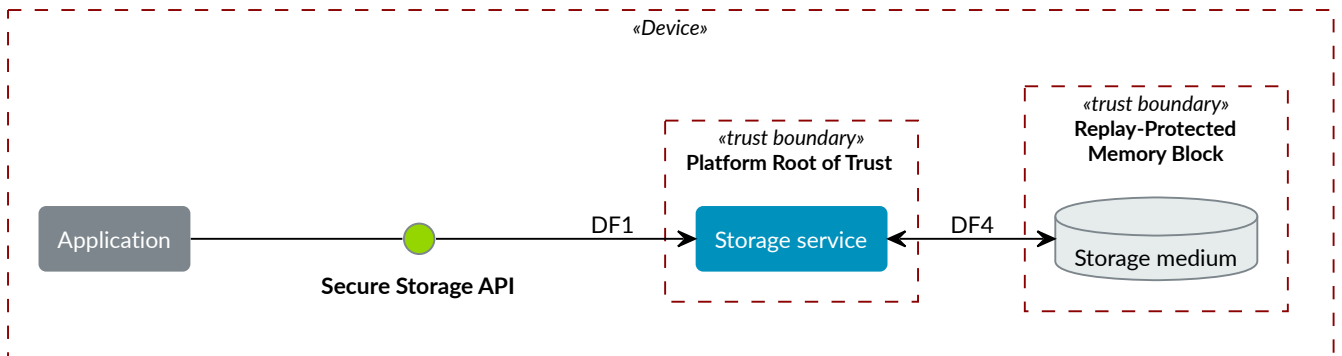 «Device»
«trust boundary»
Replay-Protected
Memory Block
«trust boundary»
Platform Root of Trust
Application
DF1
Storage service
DF4
Storage medium
Secure Storage API